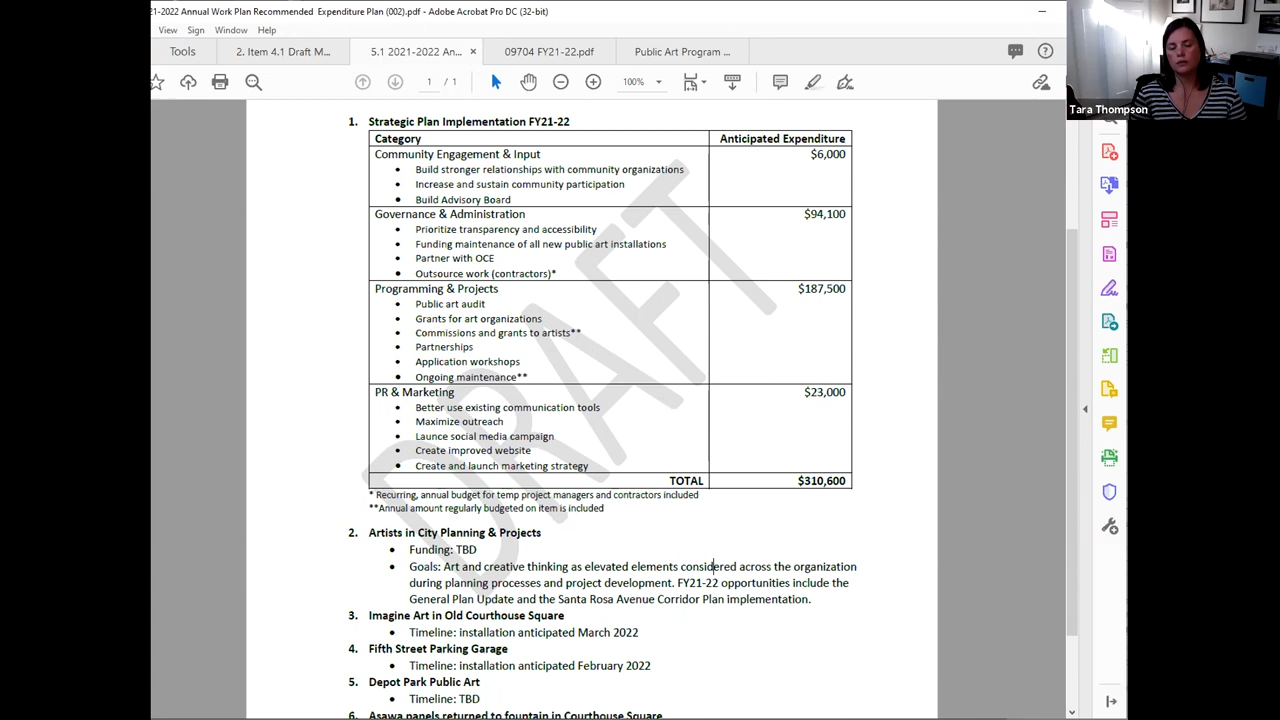 21-2022 Annual Work Plan Recommended Expenditure Plan (002).pdf - Adobe Acrobat Pro DC (32-bit)
View Sign Window Help
Tools 2. Item 4.1 Draft M... 5.1 2021-2022 An... × 09704 FY21-22.pdf Public Art Program ...
1 / 1 100%
Tara Thompson
1. Strategic Plan Implementation FY21-22
Category Anticipated Expenditure
Community Engagement & Input $6,000
• Build stronger relationships with community organizations
• Increase and sustain community participation
• Build Advisory Board
Governance & Administration $94,100
• Prioritize transparency and accessibility
• Funding maintenance of all new public art installations
• Partner with OCE
• Outsource work (contractors)*
Programming & Projects $187,500
• Public art audit
• Grants for art organizations
• Commissions and grants to artists**
• Partnerships
• Application workshops
• Ongoing maintenance**
PR & Marketing $23,000
• Better use existing communication tools
• Maximize outreach
• Launce social media campaign
• Create improved website
• Create and launch marketing strategy
TOTAL $310,600
* Recurring, annual budget for temp project managers and contractors included
**Annual amount regularly budgeted on item is included
DRAFT
2. Artists in City Planning & Projects
• Funding: TBD
• Goals: Art and creative thinking as elevated elements considered across the organization
during planning processes and project development. FY21-22 opportunities include the
General Plan Update and the Santa Rosa Avenue Corridor Plan implementation.
3. Imagine Art in Old Courthouse Square
• Timeline: installation anticipated March 2022
4. Fifth Street Parking Garage
• Timeline: installation anticipated February 2022
5. Depot Park Public Art
• Timeline: TBD
6. Asawa panels returned to fountain in Courthouse Square